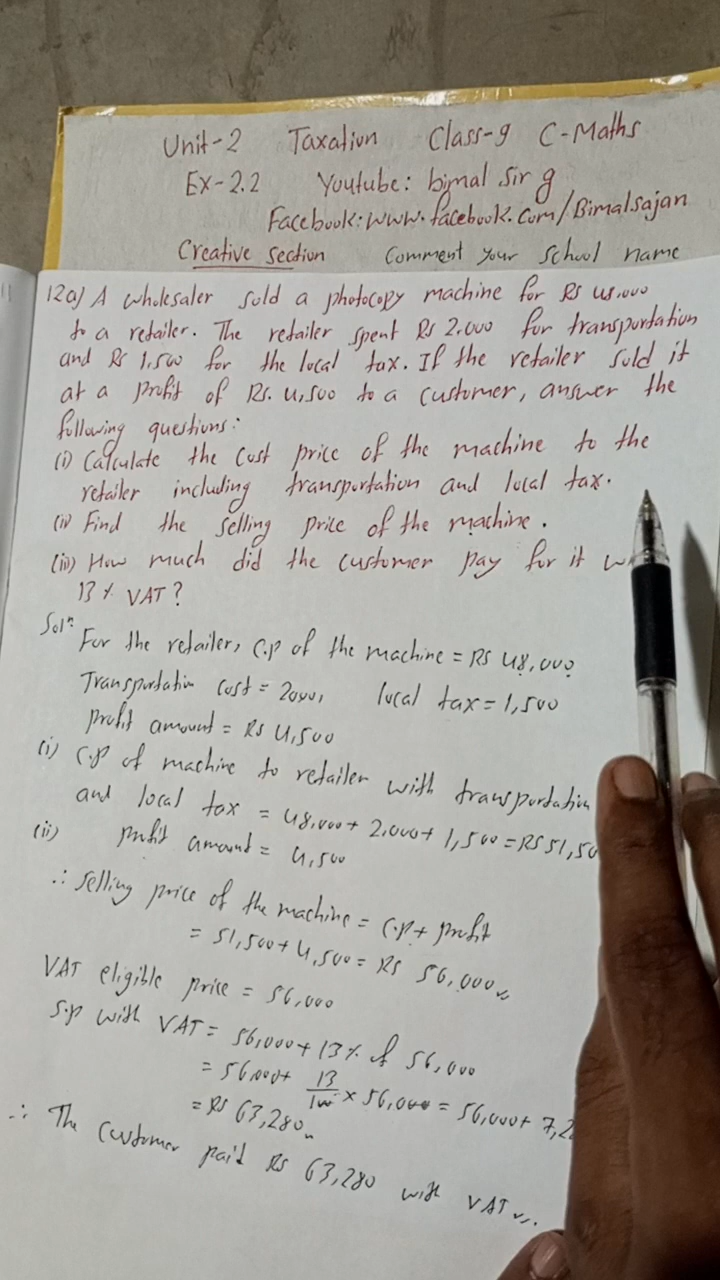 Unit-2 Taxation Class-9 C-Maths
Ex-2.2 Youtube: bimal sir g
Facebook: www.facebook.com/Bimalsajan
Creative section Comment your school name
12a) A wholesaler sold a photocopy machine for Rs 48,000
to a retailer. The retailer spent Rs 2,000 for transportation
and Rs 1,500 for the local tax. If the retailer sold it
at a profit of Rs. 4,500 to a customer, answer the
following questions:
(i) Calculate the cost price of the machine to the
retailer including transportation and local tax.
(ii) Find the selling price of the machine.
(iii) How much did the customer pay for it
13% VAT?
Solⁿ
For the retailer, C.P of the machine = Rs 48,000
Transportatin cost = 2000, local tax = 1,500
profit amount = Rs 4,500
(i) C.P of machine to retailer with transportatin
and local tax = 48,000 + 2,000 + 1,500 = RS 51,50
(ii) profit amount = 4,500
∴ selling price of the machine = C.P + profit
= 51,500 + 4,500 = Rs 56,000
VAT eligible price = 56,000
S.p with VAT = 56,000 + 13% of 56,000
= 56,000 + 13/100 × 56,000 = 56,000 + 7,2
= Rs 63,280
∴ The customer paid Rs 63,280 with VAT